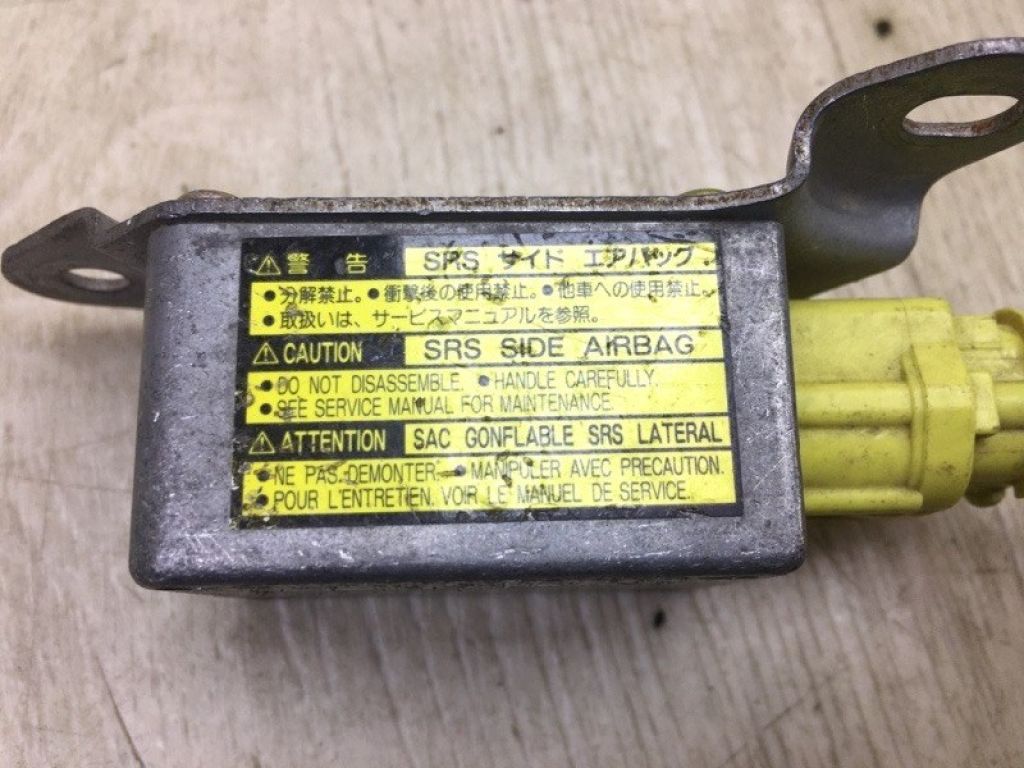 警告 SRS サイド エアバッグ
●分解禁止。●衝撃後の使用禁止。●他車への使用禁止。
●取扱いは、サービスマニュアルを参照。
CAUTION SRS SIDE AIRBAG
●DO NOT DISASSEMBLE. ●HANDLE CAREFULLY.
●SEE SERVICE MANUAL FOR MAINTENANCE.
ATTENTION SAC GONFLABLE SRS LATERAL
●NE PAS DEMONTER. ●MANIPULER AVEC PRECAUTION.
●POUR L'ENTRETIEN. VOIR LE MANUEL DE SERVICE.